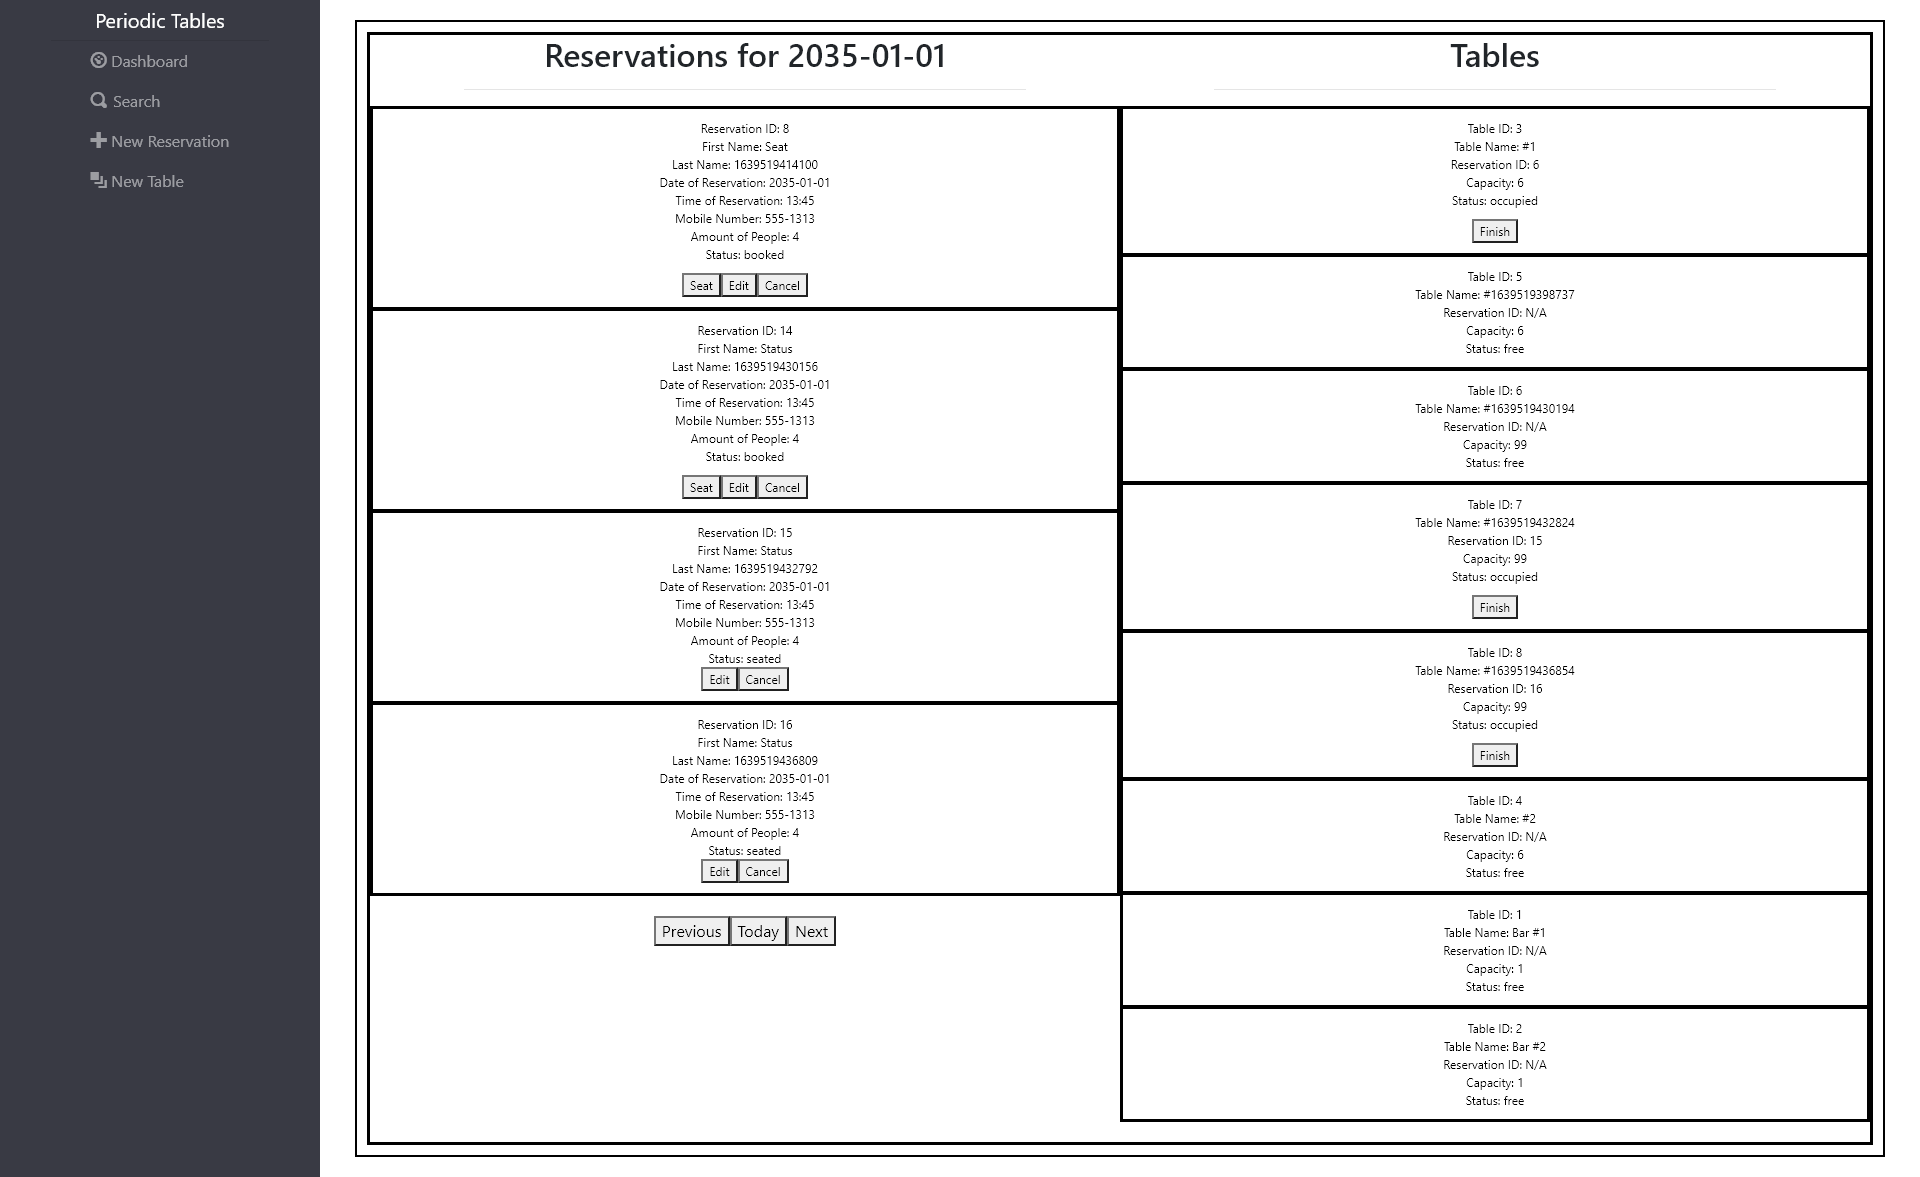 Periodic Tables
Dashboard
Search
New Reservation
New Table
Reservations for 2035-01-01
Reservation ID: 8
First Name: Seat
Last Name: 1639519414100
Date of Reservation: 2035-01-01
Time of Reservation: 13:45
Mobile Number: 555-1313
Amount of People: 4
Status: booked
Seat Edit Cancel
Reservation ID: 14
First Name: Status
Last Name: 1639519430156
Date of Reservation: 2035-01-01
Time of Reservation: 13:45
Mobile Number: 555-1313
Amount of People: 4
Status: booked
Seat Edit Cancel
Reservation ID: 15
First Name: Status
Last Name: 1639519432792
Date of Reservation: 2035-01-01
Time of Reservation: 13:45
Mobile Number: 555-1313
Amount of People: 4
Status: seated
Edit Cancel
Reservation ID: 16
First Name: Status
Last Name: 1639519436809
Date of Reservation: 2035-01-01
Time of Reservation: 13:45
Mobile Number: 555-1313
Amount of People: 4
Status: seated
Edit Cancel
Previous Today Next
Tables
Table ID: 3
Table Name: #1
Reservation ID: 6
Capacity: 6
Status: occupied
Finish
Table ID: 5
Table Name: #1639519398737
Reservation ID: N/A
Capacity: 6
Status: free
Table ID: 6
Table Name: #1639519430194
Reservation ID: N/A
Capacity: 99
Status: free
Table ID: 7
Table Name: #1639519432824
Reservation ID: 15
Capacity: 99
Status: occupied
Finish
Table ID: 8
Table Name: #1639519436854
Reservation ID: 16
Capacity: 99
Status: occupied
Finish
Table ID: 4
Table Name: #2
Reservation ID: N/A
Capacity: 6
Status: free
Table ID: 1
Table Name: Bar #1
Reservation ID: N/A
Capacity: 1
Status: free
Table ID: 2
Table Name: Bar #2
Reservation ID: N/A
Capacity: 1
Status: free